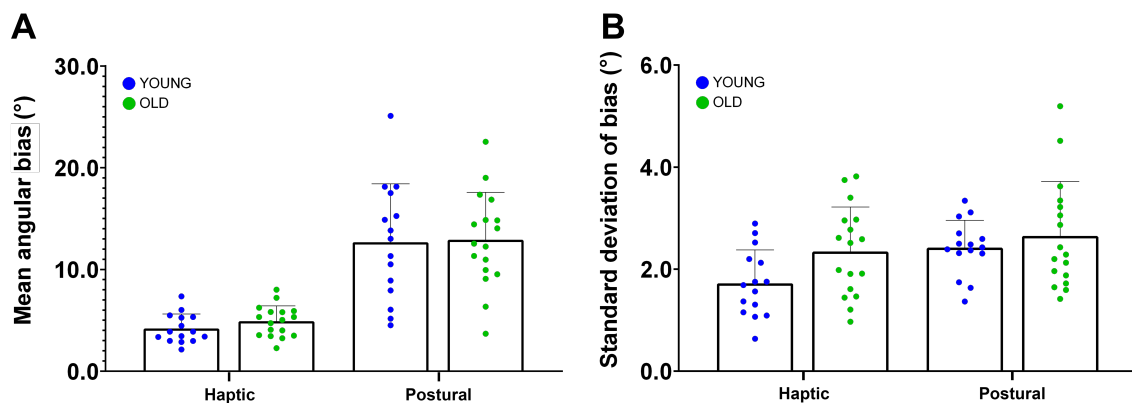 A
Mean angular bias (°)
30.0
20.0
10.0
0.0
YOUNG
OLD
Haptic
Postural
B
Standard deviation of bias (°)
6.0
4.0
2.0
0.0
YOUNG
OLD
Haptic
Postural